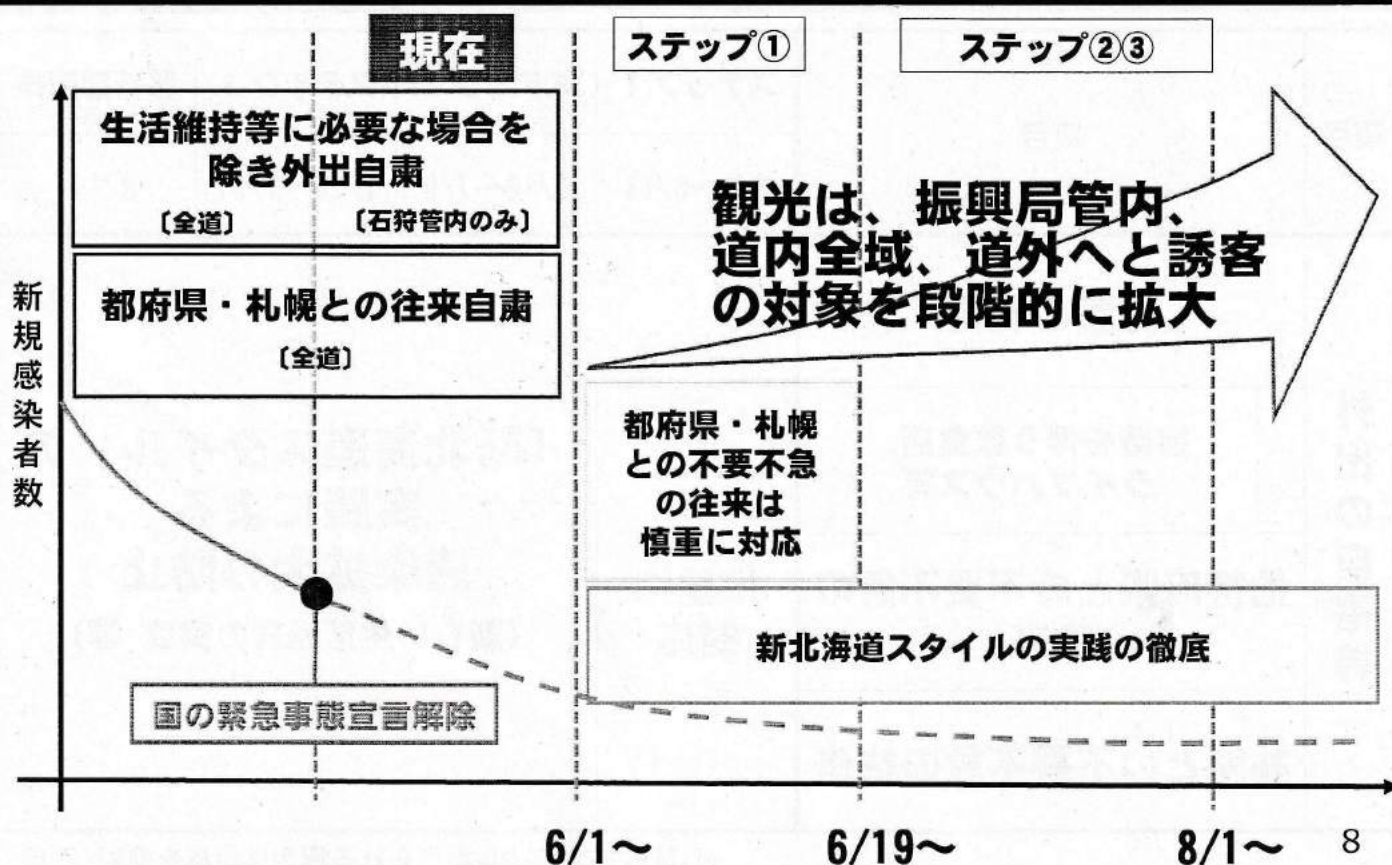 現在
ステップ①
ステップ②③
生活維持等に必要な場合を
除き外出自粛
〔全道〕
〔石狩管内のみ〕
都府県・札幌との往来自粛
〔全道〕
観光は、振興局管内、
道内全域、道外へと誘客
の対象を段階的に拡大
新規感染者数
都府県・札幌
との不要不急
の往来は
慎重に対応
新北海道スタイルの実践の徹底
国の緊急事態宣言解除
6/1～
6/19～
8/1～
8